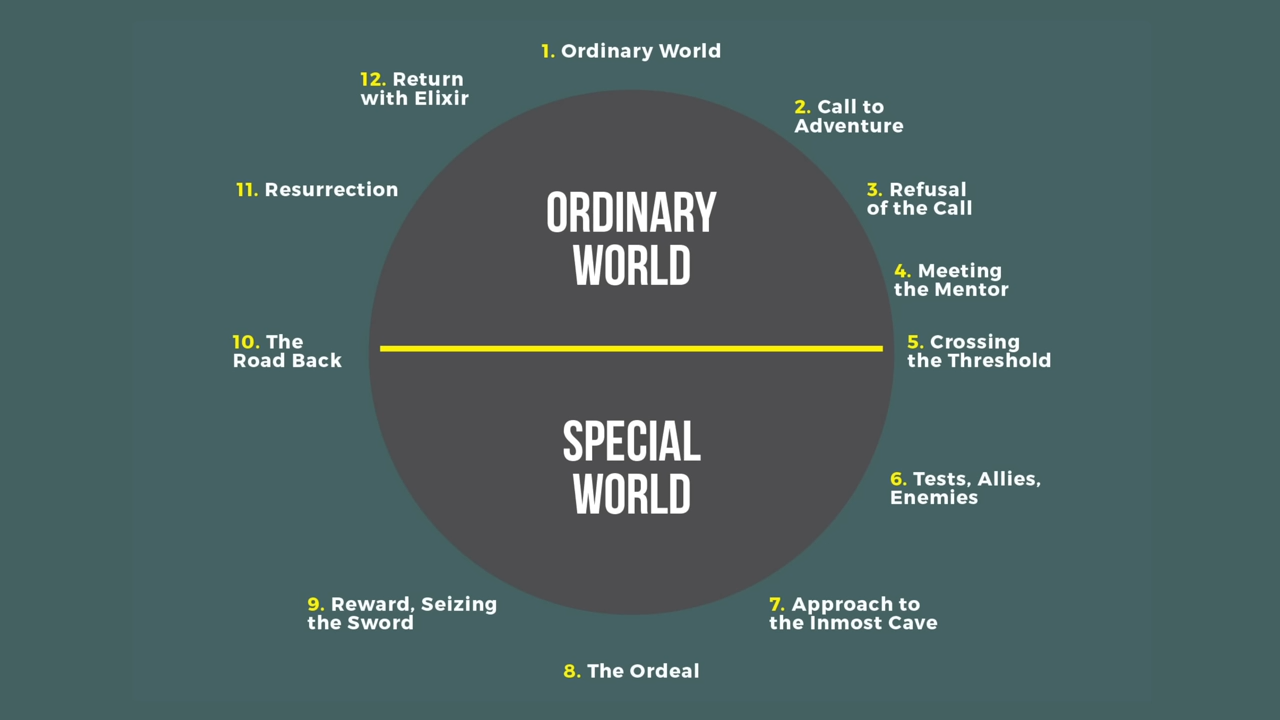 1. Ordinary World
2. Call to
Adventure
3. Refusal
of the Call
4. Meeting
the Mentor
5. Crossing
the Threshold
6. Tests, Allies,
Enemies
7. Approach to
the Inmost Cave
8. The Ordeal
9. Reward, Seizing
the Sword
10. The
Road Back
11. Resurrection
12. Return
with Elixir
ORDINARY
WORLD
SPECIAL
WORLD